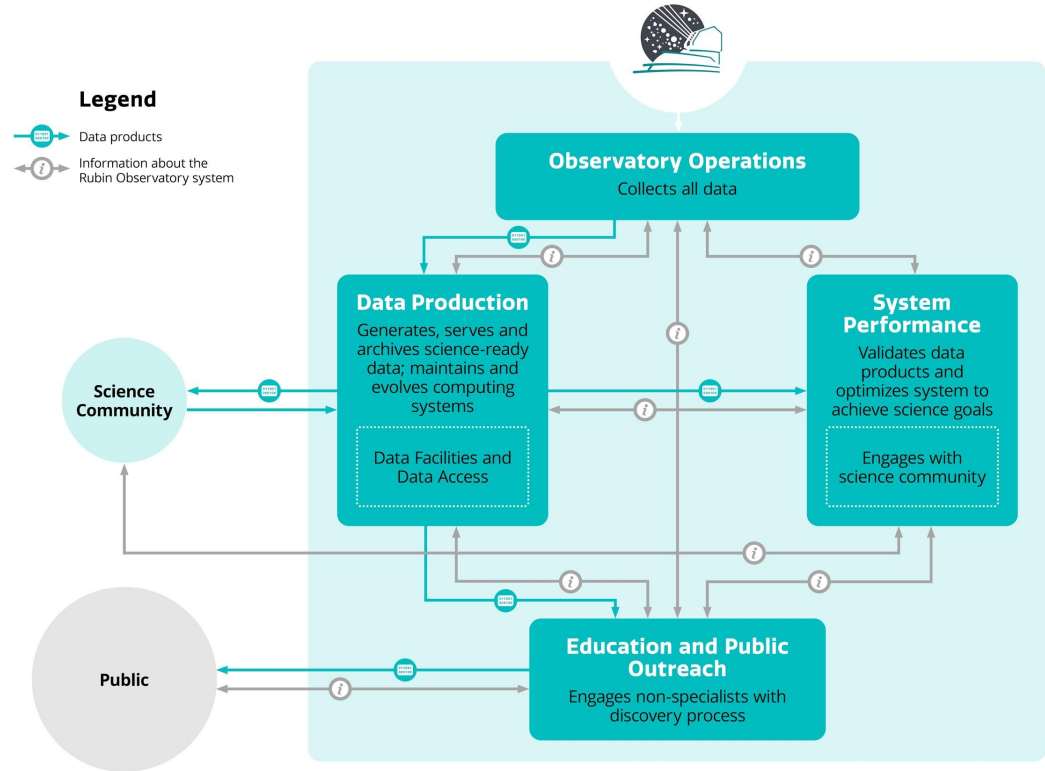 Legend
Data products
Information about the
Rubin Observatory system
Observatory Operations
Collects all data
Data Production
Generates, serves and
archives science-ready
data; maintains and
evolves computing
systems
Data Facilities and
Data Access
System
Performance
Validates data
products and
optimizes system to
achieve science goals
Engages with
science community
Science
Community
Education and Public
Outreach
Engages non-specialists with
discovery process
Public
i
i
i
i
i
i
i
i
i